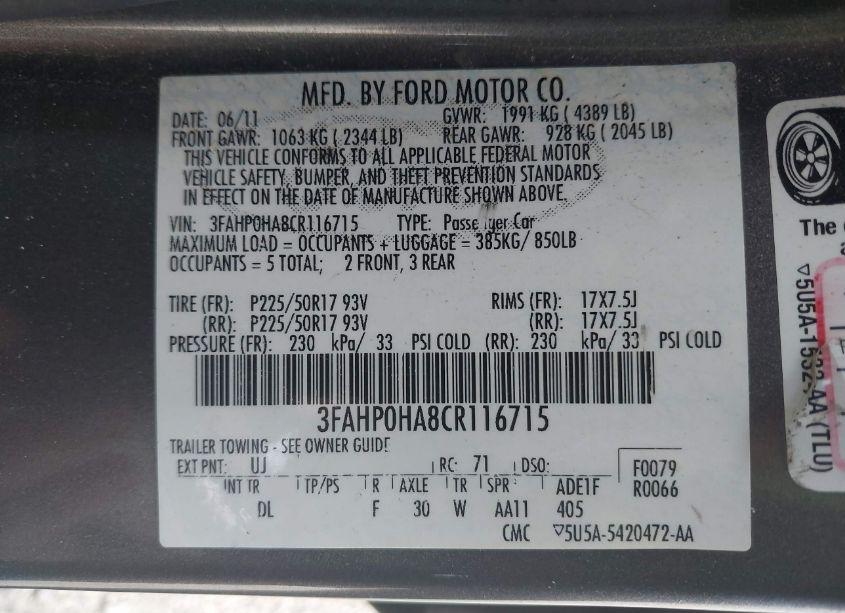 MFD. BY FORD MOTOR CO.
DATE: 06/11 GVWR: 1991 KG ( 4389 LB)
FRONT GAWR: 1063 KG ( 2344 LB) REAR GAWR: 928 KG ( 2045 LB)
THIS VEHICLE CONFORMS TO ALL APPLICABLE FEDERAL MOTOR
VEHICLE SAFETY, BUMPER, AND THEFT PREVENTION STANDARDS
IN EFFECT ON THE DATE OF MANUFACTURE SHOWN ABOVE.
VIN: 3FAHP0HA8CR116715 TYPE: Passenger Car
MAXIMUM LOAD = OCCUPANTS + LUGGAGE = 385KG/ 850LB
OCCUPANTS = 5 TOTAL; 2 FRONT, 3 REAR
TIRE (FR): P225/50R17 93V RIMS (FR): 17X7.5J
(RR): P225/50R17 93V (RR): 17X7.5J
PRESSURE (FR): 230 kPa/ 33 PSI COLD (RR): 230 kPa/ 33 PSI COLD
3FAHP0HA8CR116715
TRAILER TOWING - SEE OWNER GUIDE
EXT PNT: UJ RC: 71 DSO: F0079
INT TR TP/PS R AXLE TR SPR ADE1F R0066
DL F 30 W AA11 405
CMC ▽5U5A-5420472-AA
The
▽5U5A-1532-AA (TLU)